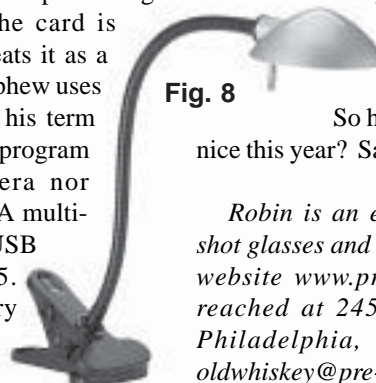 he card is
eats it as a
phew uses
his term
program
era nor
A multi-
USB
5.
ry
Fig. 8
So h
nice this year? Sa
Robin is an e
shot glasses and
website www.pr
reached at 245
Philadelphia,
oldwhiskey@pre-